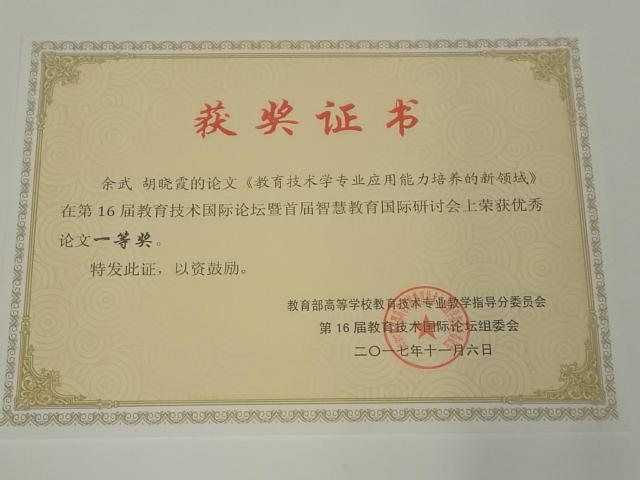 获奖证书
余武 胡晓霞的论文《教育技术学专业应用能力培养的新领域》
在第16届教育技术国际论坛暨首届智慧教育国际研讨会上荣获优秀
论文一等奖。
特发此证，以资鼓励。
教育部高等学校教育技术专业教学指导分委员会
第16届教育技术国际论坛组委会
二〇一七年十一月六日